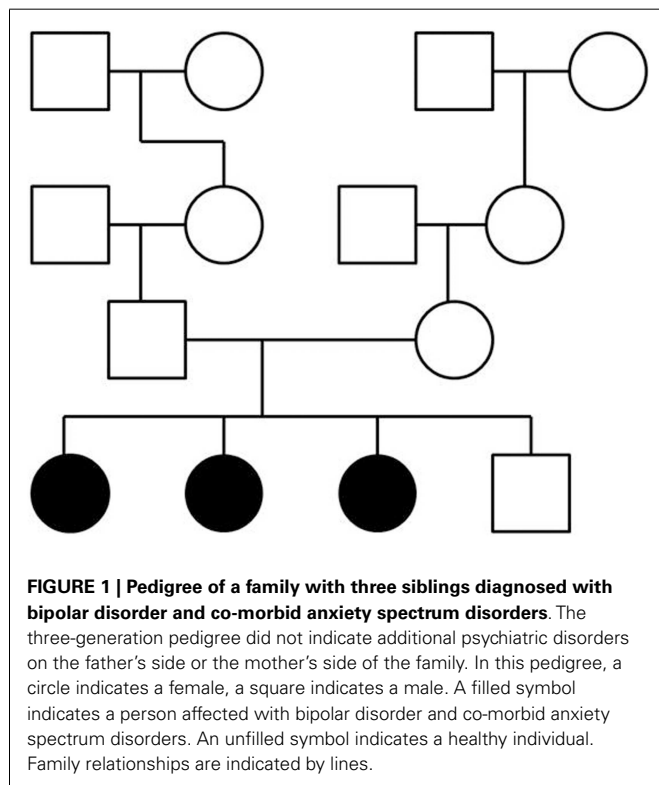 FIGURE 1 | Pedigree of a family with three siblings diagnosed with
bipolar disorder and co-morbid anxiety spectrum disorders. The
three-generation pedigree did not indicate additional psychiatric disorders
on the father's side or the mother's side of the family. In this pedigree, a
circle indicates a female, a square indicates a male. A filled symbol
indicates a person affected with bipolar disorder and co-morbid anxiety
spectrum disorders. An unfilled symbol indicates a healthy individual.
Family relationships are indicated by lines.